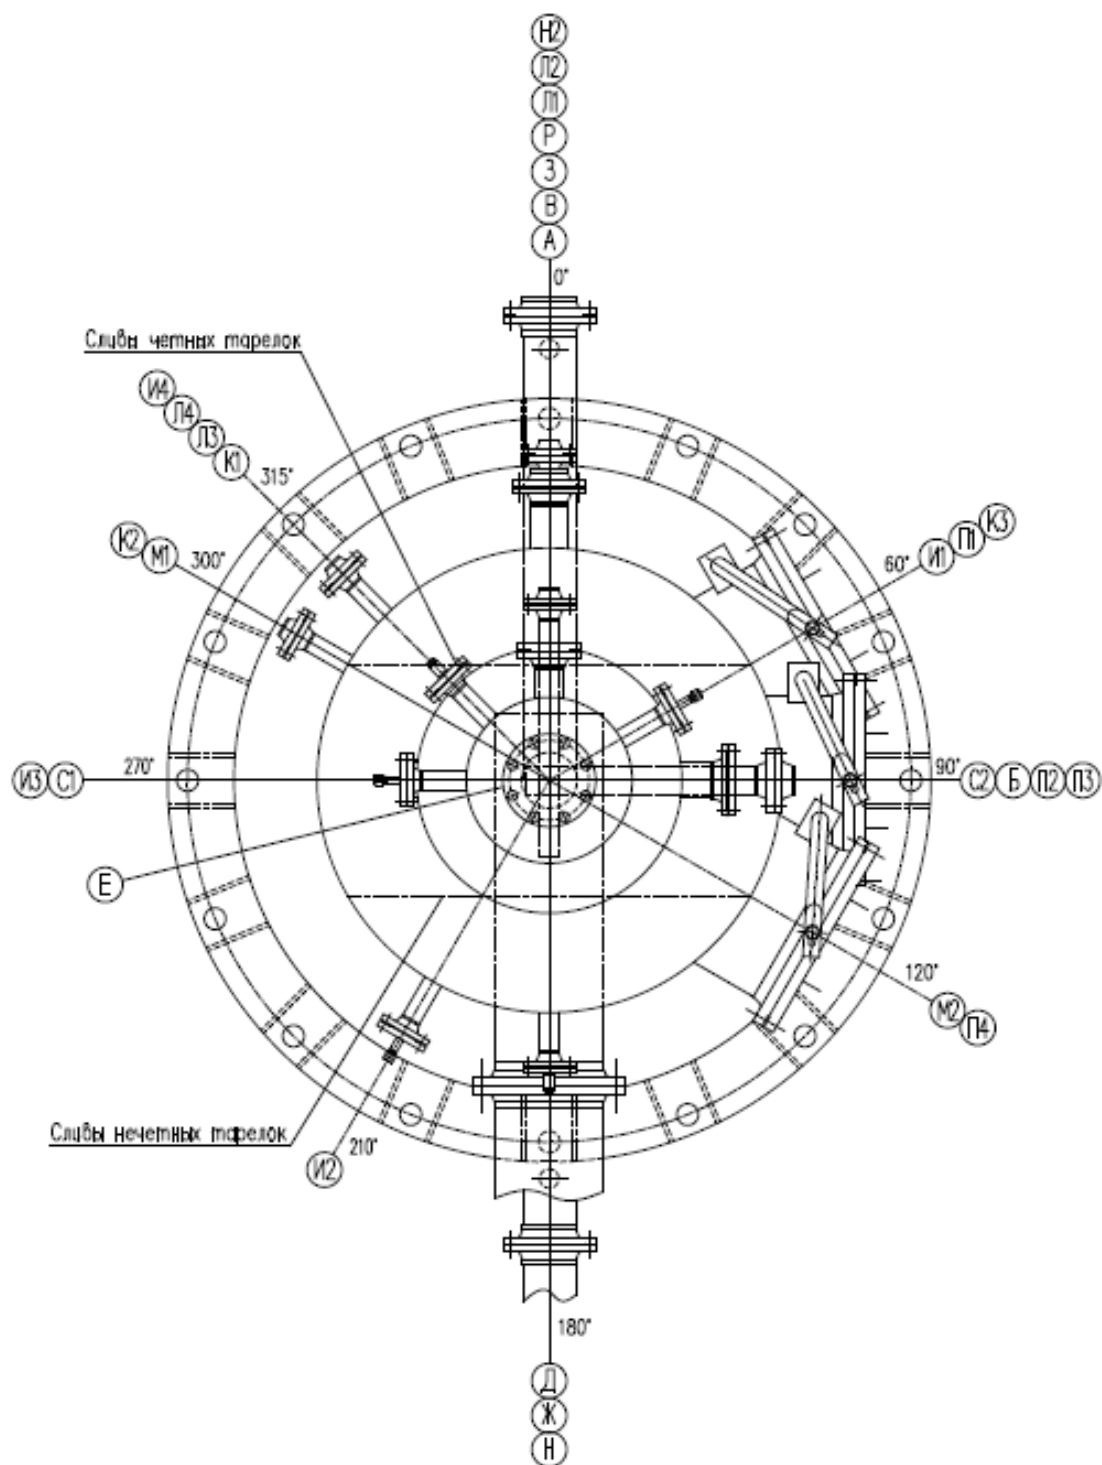 Н2
Л2
Л1
Р
З
В
А
0°
Сливы четных тарелок
И4
Л4
Л3
К1
315°
К2 М1
300°
К3
П1
И1
60°
И3 С1
270°
90°
С2 Б П2 П3
Е
120°
М2
П4
Сливы нечетных тарелок
210°
И2
180°
Д
Ж
Н